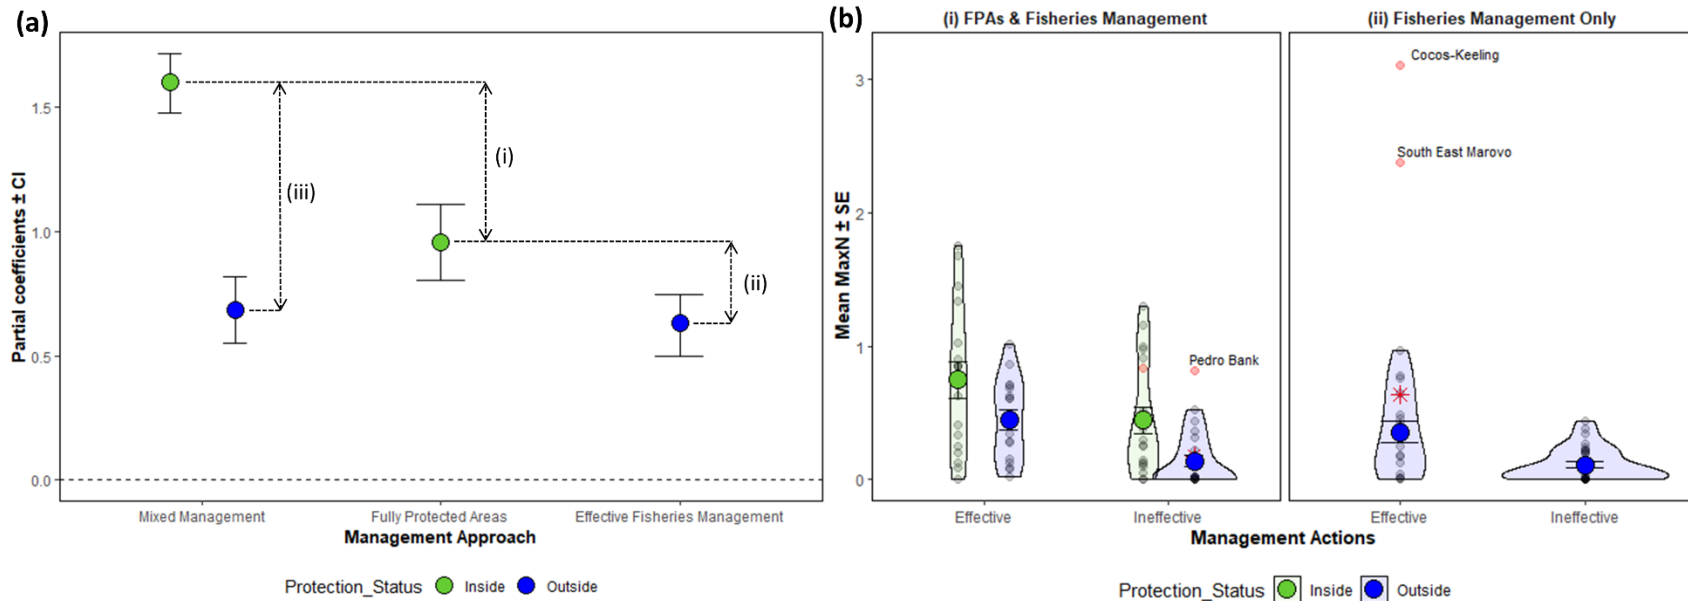 (a)
Partial coefficients ± CI
1.5
1.0
0.5
0.0
(i)
(ii)
(iii)
Mixed Management
Fully Protected Areas
Effective Fisheries Management
Management Approach
Protection_Status
Inside
Outside
(b)
(i) FPAs & Fisheries Management
(ii) Fisheries Management Only
Mean MaxN ± SE
3
2
1
0
Cocos-Keeling
South East Marovo
Pedro Bank
Effective
Ineffective
Effective
Ineffective
Management Actions
Protection_Status
Inside
Outside